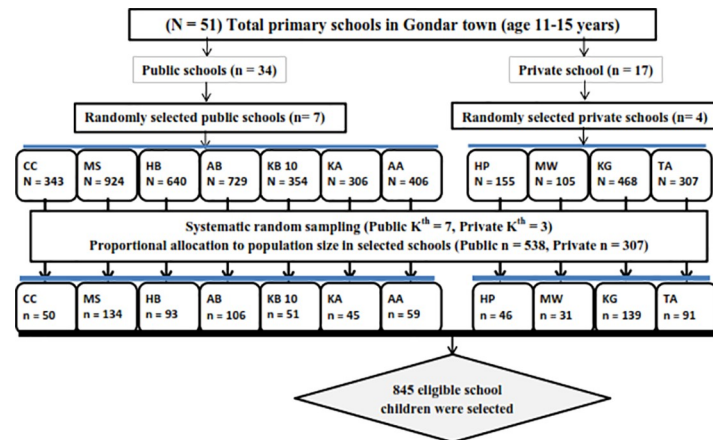 (N = 51) Total primary schools in Gondar town (age 11-15 years)
Public schools (n = 34)
Private school (n = 17)
Randomly selected public schools (n= 7)
Randomly selected private schools (n= 4)
CC
N = 343
MS
N = 924
HB
N = 640
AB
N = 729
KB 10
N = 354
KA
N = 306
AA
N = 406
HP
N = 155
MW
N = 105
KG
N = 468
TA
N = 307
Systematic random sampling (Public Kth = 7, Private Kth = 3)
Proportional allocation to population size in selected schools (Public n = 538, Private n = 307)
CC
n = 50
MS
n = 134
HB
n = 93
AB
n = 106
KB 10
n = 51
KA
n = 45
AA
n = 59
HP
n = 46
MW
n = 31
KG
n = 139
TA
n = 91
845 eligible school
children were selected